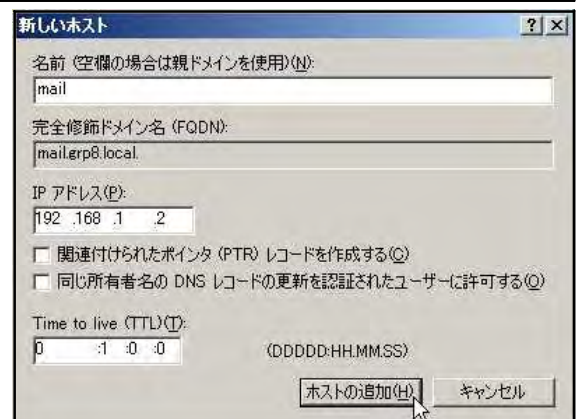 新しいホスト
名前 (空欄の場合は親ドメインを使用)(N):
mail
完全修飾ドメイン名 (FQDN):
mail.grp8.local.
IP アドレス(P):
192 .168 .1 .2
関連付けられたポインタ (PTR) レコードを作成する(C)
同じ所有者名の DNS レコードの更新を認証されたユーザーに許可する(O)
Time to live (TTL)(T):
0 :1 :0 :0 (DDDDD:HH.MM.SS)
ホストの追加(H) キャンセル